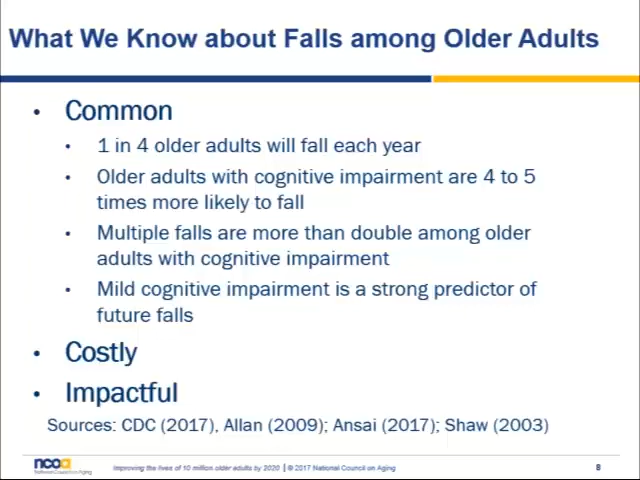 What We Know about Falls among Older Adults
• Common
• 1 in 4 older adults will fall each year
• Older adults with cognitive impairment are 4 to 5
times more likely to fall
• Multiple falls are more than double among older
adults with cognitive impairment
• Mild cognitive impairment is a strong predictor of
future falls
• Costly
• Impactful
Sources: CDC (2017), Allan (2009); Ansai (2017); Shaw (2003)
ncoa
National Council on Aging
Improving the lives of 10 million older adults by 2020 | © 2017 National Council on Aging
8